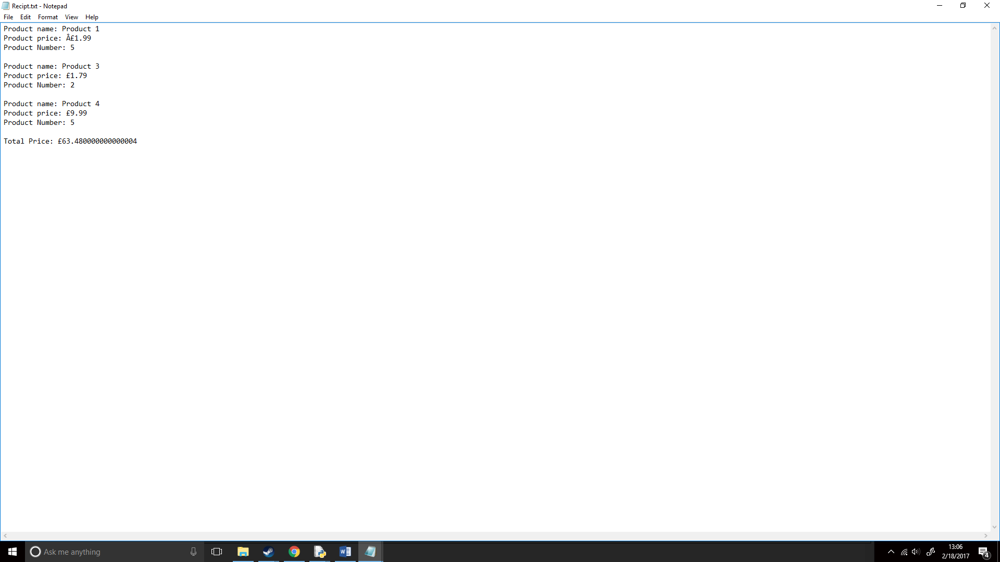 Recipt.txt - Notepad
File Edit Format View Help
Product name: Product 1
Product price: Â£1.99
Product Number: 5
Product name: Product 3
Product price: £1.79
Product Number: 2
Product name: Product 4
Product price: £9.99
Product Number: 5
Total Price: £63.480000000000004
Ask me anything
13:06
2/18/2017
4